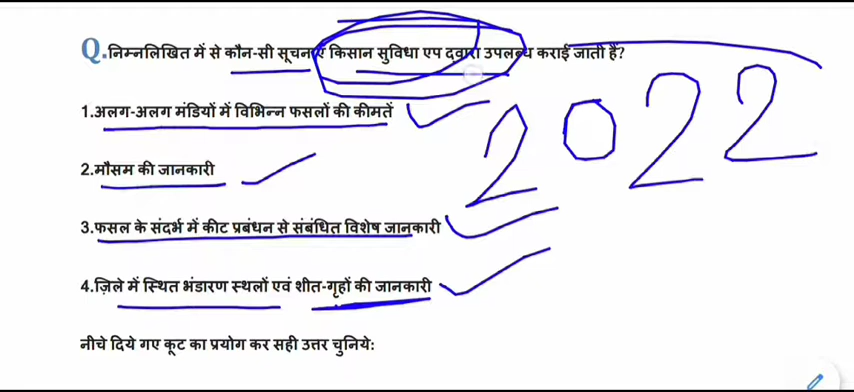 Q.निम्नलिखित में से कौन-सी सूचनाएँ किसान सुविधा एप द्वारा उपलब्ध कराई जाती हैं?
1.अलग-अलग मंडियों में विभिन्न फसलों की कीमतें
2022
2.मौसम की जानकारी
3.फसल के संदर्भ में कीट प्रबंधन से संबंधित विशेष जानकारी
4.ज़िले में स्थित भंडारण स्थलों एवं शीत-गृहों की जानकारी
नीचे दिये गए कूट का प्रयोग कर सही उत्तर चुनिये: